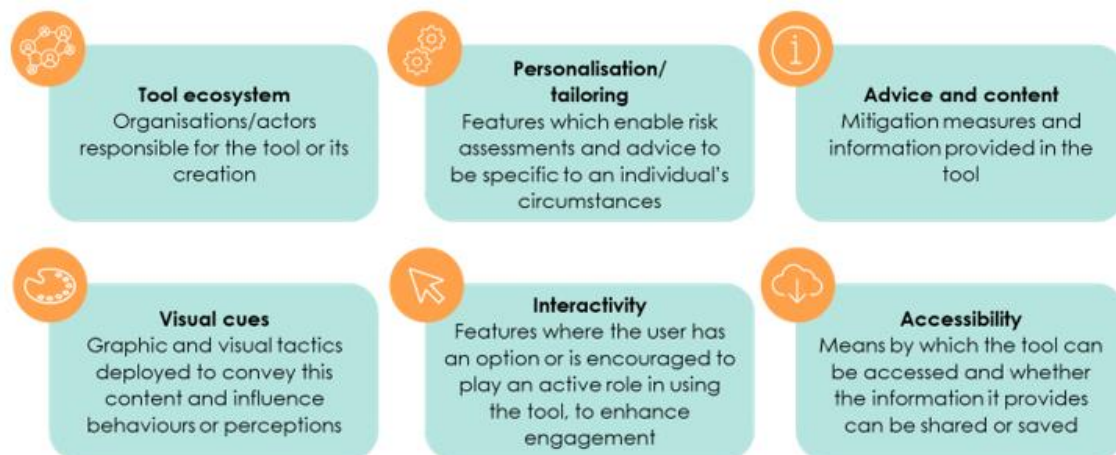 Tool ecosystem
Organisations/actors
responsible for the tool or its
creation
Personalisation/
tailoring
Features which enable risk
assessments and advice to
be specific to an individual's
circumstances
Advice and content
Mitigation measures and
information provided in the
tool
Visual cues
Graphic and visual tactics
deployed to convey this
content and influence
behaviours or perceptions
Interactivity
Features where the user has
an option or is encouraged to
play an active role in using
the tool, to enhance
engagement
Accessibility
Means by which the tool can
be accessed and whether
the information it provides
can be shared or saved